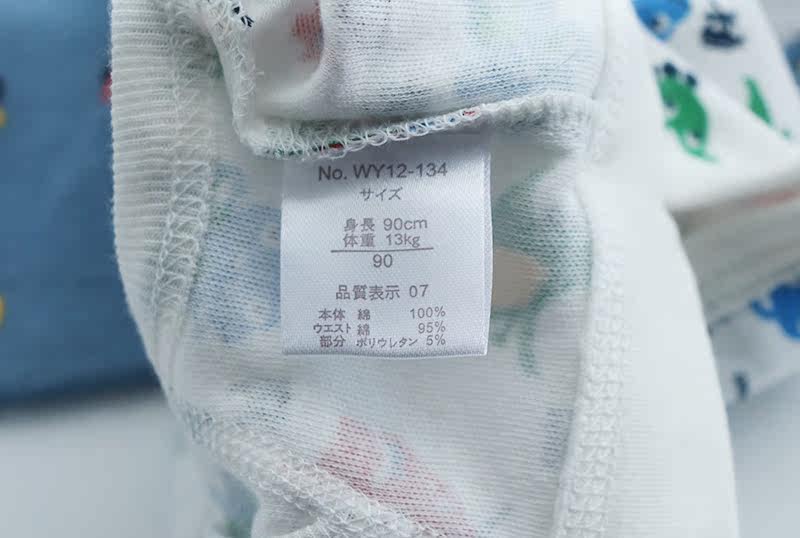 No. WY12-134
サイズ
身長 90cm
体重 13kg
90
品質表示 07
本体 綿 100%
ウエスト 綿 95%
部分 ポリウレタン 5%